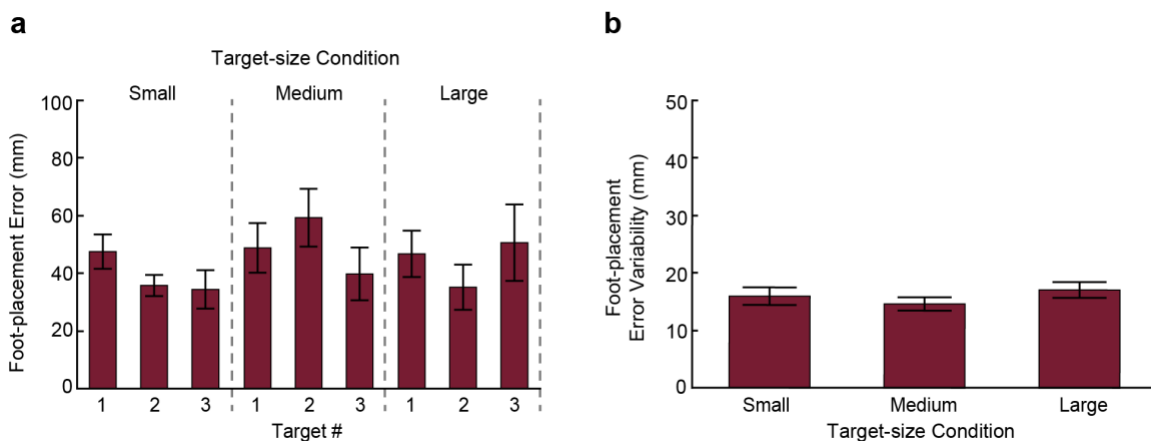 a
Target-size Condition
Small Medium Large
Foot-placement Error (mm)
100
80
60
40
20
0
1 2 3 1 2 3 1 2 3
Target #
b
Foot-placement
Error Variability (mm)
50
40
30
20
10
0
Small Medium Large
Target-size Condition